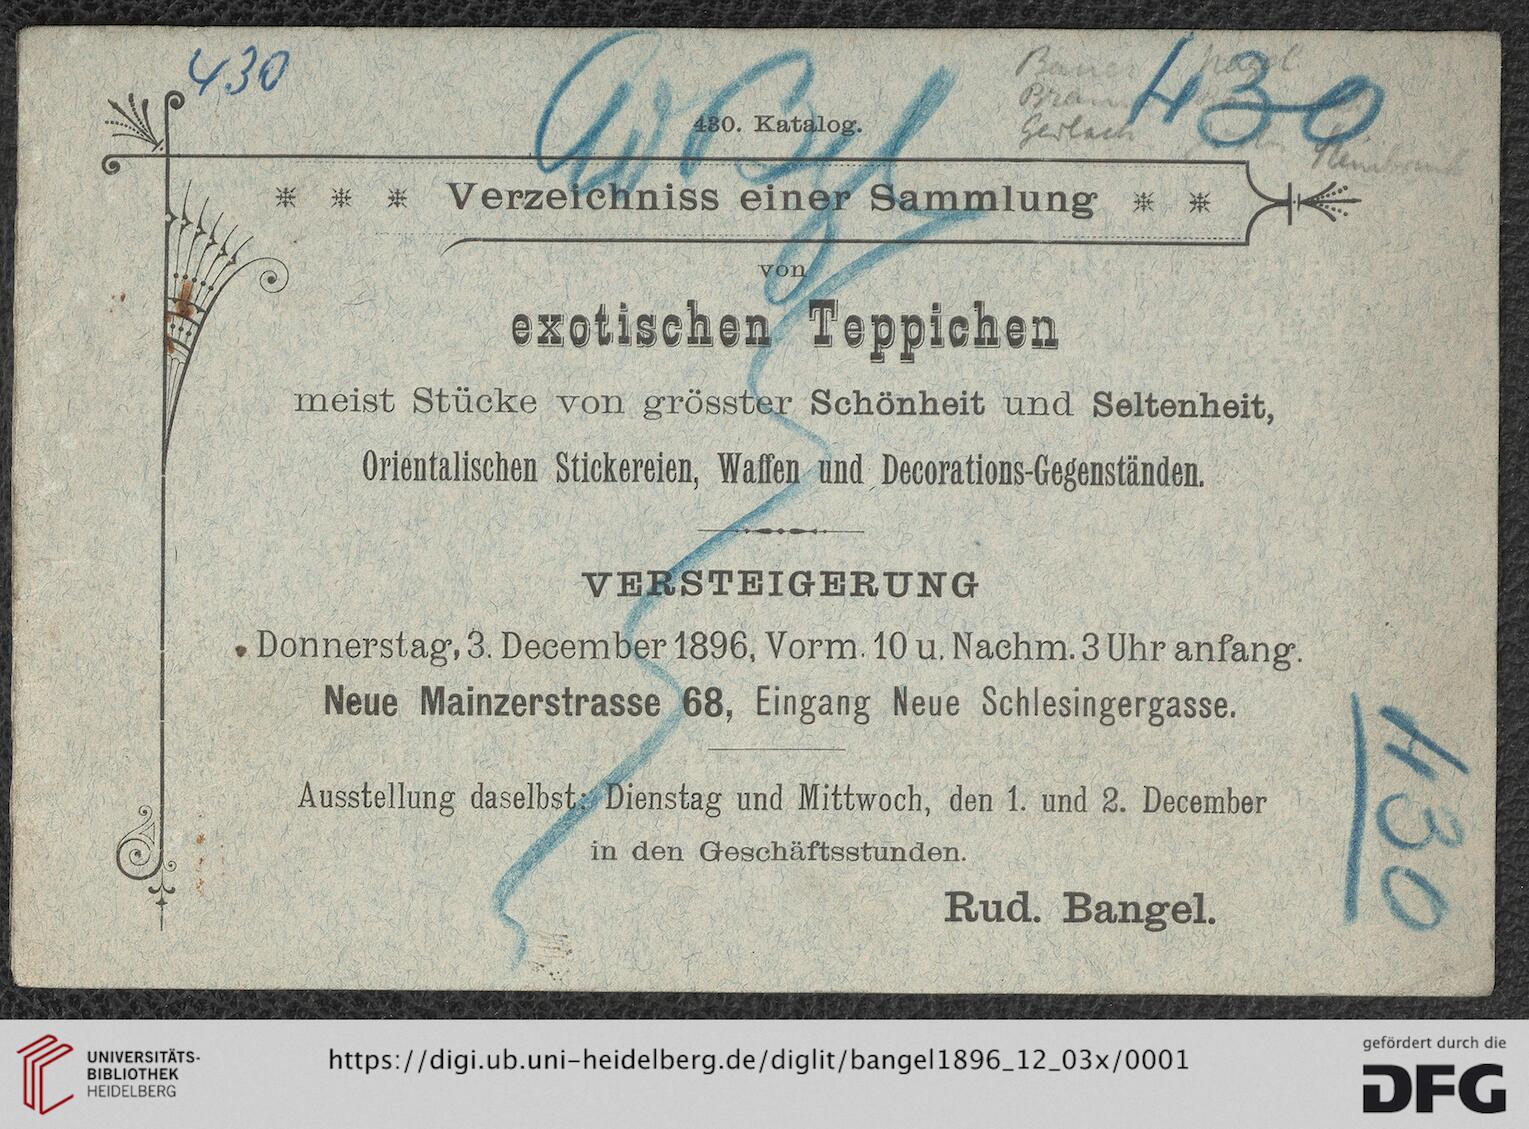 430
430
Gerlach
430. Katalog.
Verzeichniss einer Sammlung
von
exotischen Teppichen
meist Stücke von grösster Schönheit und Seltenheit,
Orientalischen Stickereien, Waffen und Decorations-Gegenständen.
VERSTEIGERUNG
Donnerstag, 3. December 1896, Vorm. 10 u. Nachm. 3 Uhr anfang.
Neue Mainzerstrasse 68, Eingang Neue Schlesingergasse.
Ausstellung daselbst: Dienstag und Mittwoch, den 1. und 2. December
in den Geschäftsstunden.
Rud. Bangel.
430
UNIVERSITÄTS-
BIBLIOTHEK
HEIDELBERG
https://digi.ub.uni-heidelberg.de/diglit/bangel1896_12_03x/0001
gefördert durch die
DFG